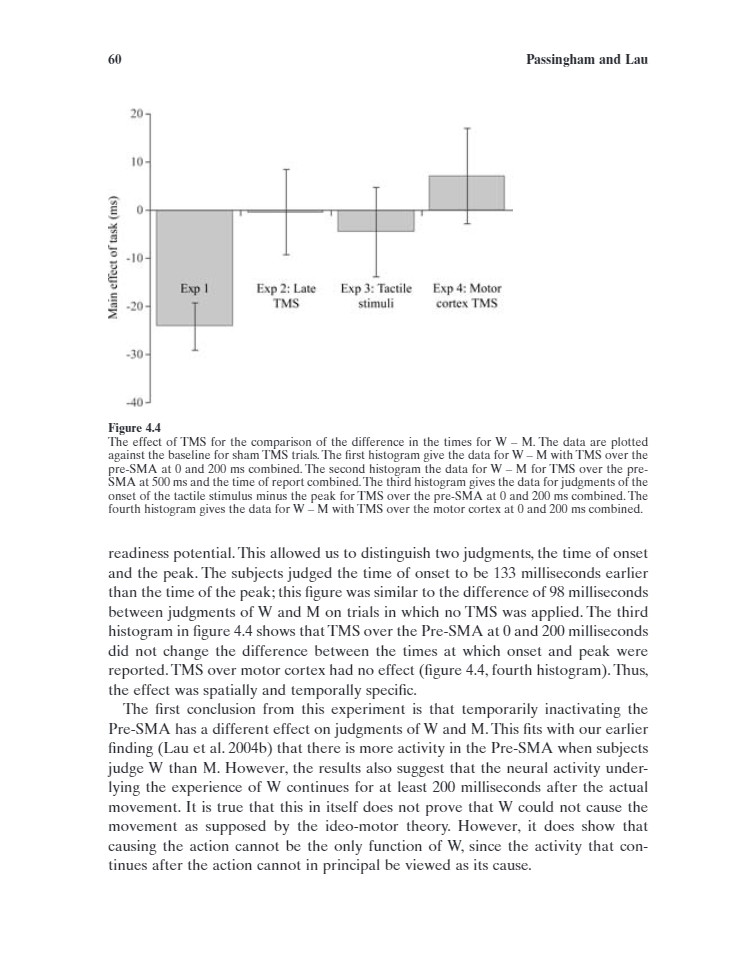 60
Passingham and Lau
20
10
0
-10
-20
-30
-40
Main effect of task (ms)
Exp 1
Exp 2: Late
TMS
Exp 3: Tactile
stimuli
Exp 4: Motor
cortex TMS
Figure 4.4
The effect of TMS for the comparison of the difference in the times for W – M. The data are plotted
against the baseline for sham TMS trials. The first histogram give the data for W – M with TMS over the
pre-SMA at 0 and 200 ms combined. The second histogram the data for W – M for TMS over the pre-
SMA at 500 ms and the time of report combined. The third histogram gives the data for judgments of the
onset of the tactile stimulus minus the peak for TMS over the pre-SMA at 0 and 200 ms combined. The
fourth histogram gives the data for W – M with TMS over the motor cortex at 0 and 200 ms combined.
readiness potential. This allowed us to distinguish two judgments, the time of onset
and the peak. The subjects judged the time of onset to be 133 milliseconds earlier
than the time of the peak; this figure was similar to the difference of 98 milliseconds
between judgments of W and M on trials in which no TMS was applied. The third
histogram in figure 4.4 shows that TMS over the Pre-SMA at 0 and 200 milliseconds
did not change the difference between the times at which onset and peak were
reported. TMS over motor cortex had no effect (figure 4.4, fourth histogram). Thus,
the effect was spatially and temporally specific.
The first conclusion from this experiment is that temporarily inactivating the
Pre-SMA has a different effect on judgments of W and M. This fits with our earlier
finding (Lau et al. 2004b) that there is more activity in the Pre-SMA when subjects
judge W than M. However, the results also suggest that the neural activity under-
lying the experience of W continues for at least 200 milliseconds after the actual
movement. It is true that this in itself does not prove that W could not cause the
movement as supposed by the ideo-motor theory. However, it does show that
causing the action cannot be the only function of W, since the activity that con-
tinues after the action cannot in principal be viewed as its cause.